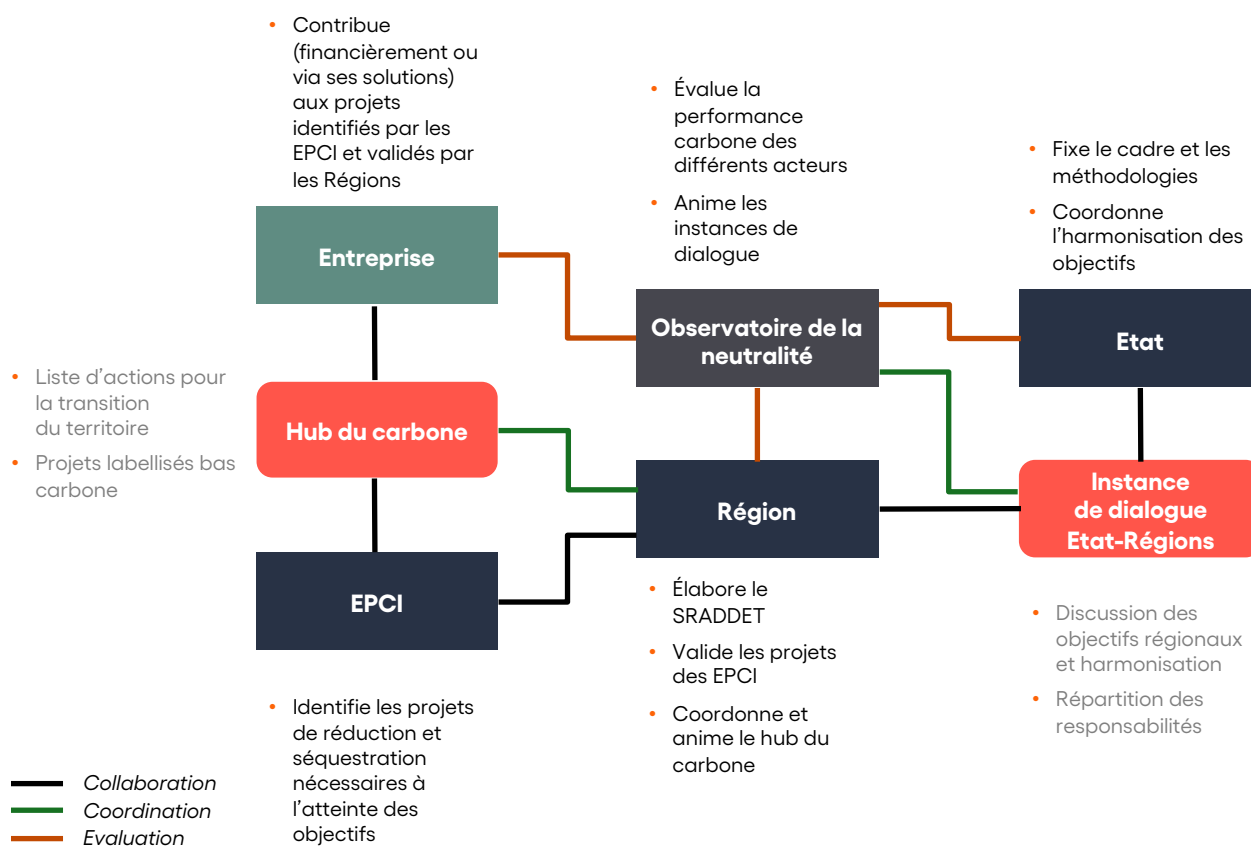 • Contribue
(financièrement ou
via ses solutions)
aux projets
identifiés par les
EPCI et validés par
les Régions
• Évalue la
performance
carbone des
différents acteurs
• Anime les
instances de
dialogue
• Fixe le cadre et les
méthodologies
• Coordonne
l'harmonisation des
objectifs
Entreprise
Observatoire de la
neutralité
Etat
• Liste d'actions pour
la transition
du territoire
• Projets labellisés bas
carbone
Hub du carbone
Région
Instance
de dialogue
Etat-Régions
EPCI
• Élabore le
SRADDET
• Valide les projets
des EPCI
• Coordonne et
anime le hub du
carbone
• Discussion des
objectifs régionaux
et harmonisation
• Répartition des
responsabilités
• Identifie les projets
de réduction et
séquestration
nécessaires à
l'atteinte des
objectifs
Collaboration
Coordination
Evaluation